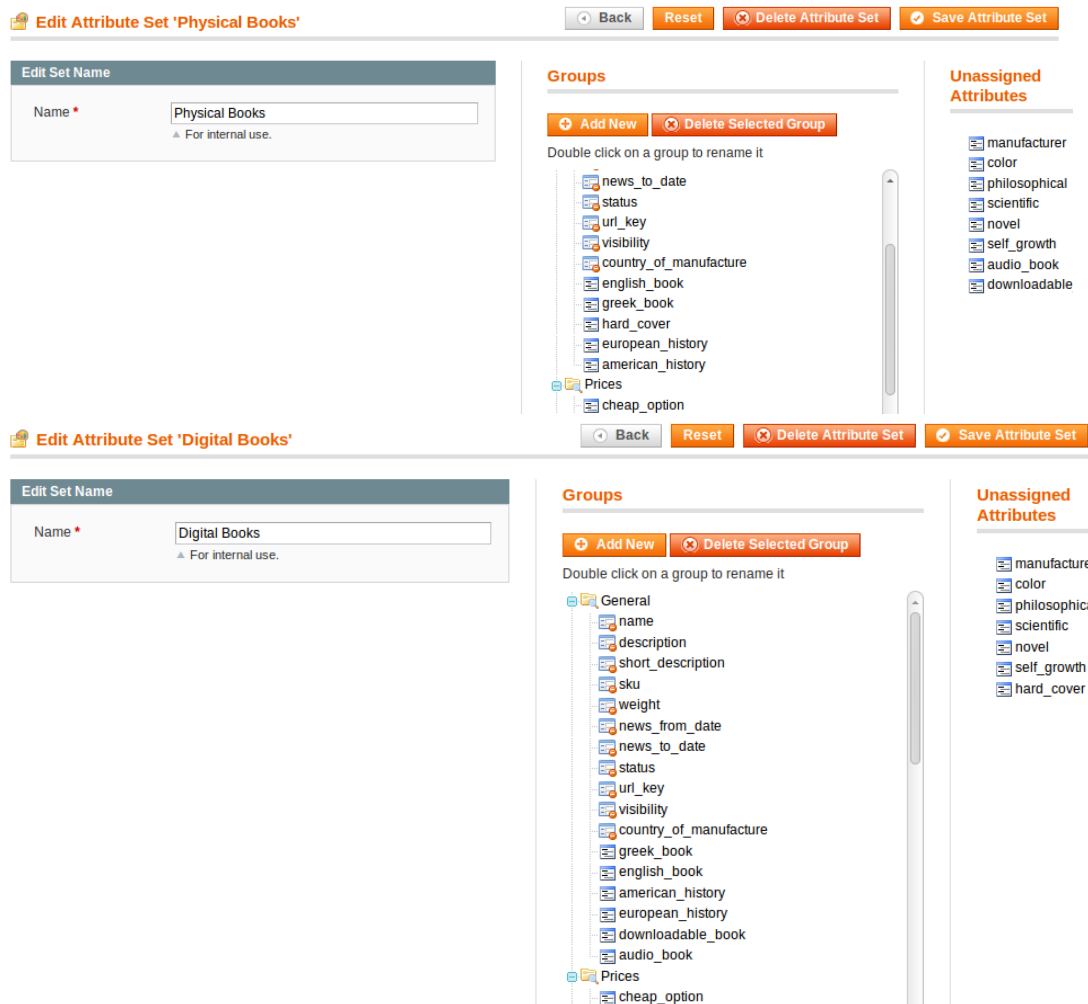 Edit Attribute Set 'Physical Books'
Back Reset Delete Attribute Set Save Attribute Set
Edit Set Name
Name *
Physical Books
For internal use.
Groups
Add New Delete Selected Group
Double click on a group to rename it
news_to_date
status
url_key
visibility
country_of_manufacture
english_book
greek_book
hard_cover
european_history
american_history
Prices
cheap_option
Unassigned
Attributes
manufacturer
color
philosophical
scientific
novel
self_growth
audio_book
downloadable
Edit Attribute Set 'Digital Books'
Back Reset Delete Attribute Set Save Attribute Set
Edit Set Name
Name *
Digital Books
For internal use.
Groups
Add New Delete Selected Group
Double click on a group to rename it
General
name
description
short_description
sku
weight
news_from_date
news_to_date
status
url_key
visibility
country_of_manufacture
greek_book
english_book
american_history
european_history
downloadable_book
audio_book
Prices
cheap_option
Unassigned
Attributes
manufacture
color
philosophica
scientific
novel
self_growth
hard_cover